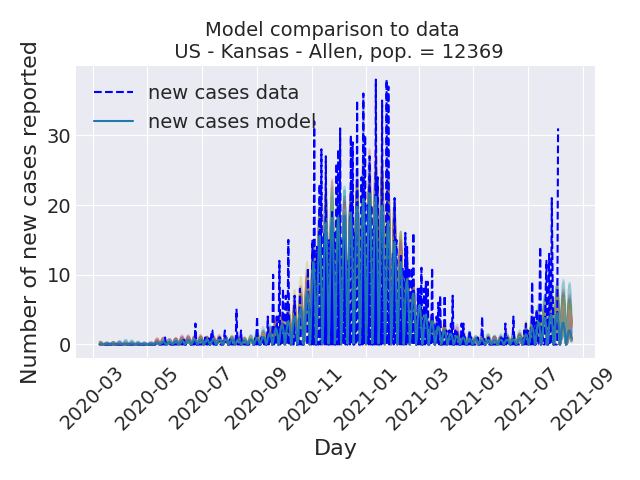 Model comparison to data
US - Kansas - Allen, pop. = 12369
Number of new cases reported
new cases data
new cases model
30
20
10
0
2020-03
2020-05
2020-07
2020-09
2020-11
2021-01
2021-03
2021-05
2021-07
2021-09
Day